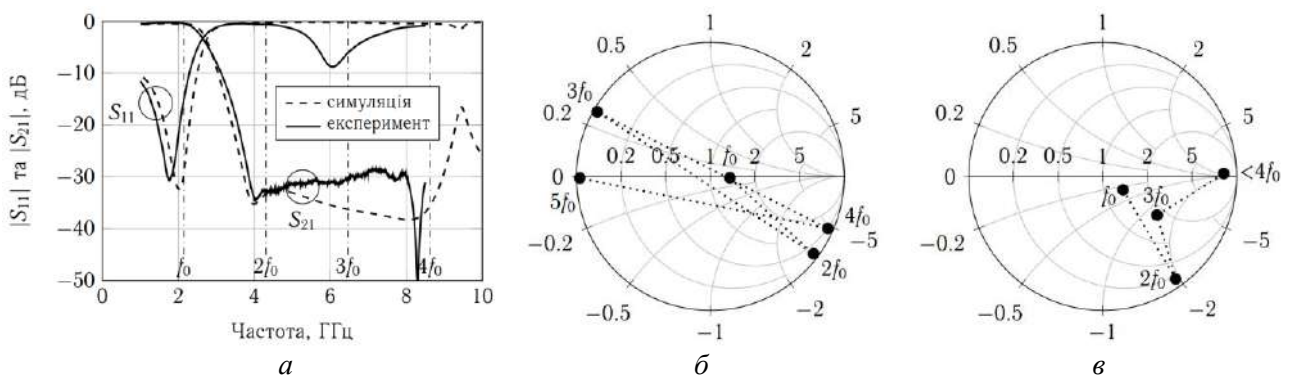 0
−10
−20
−30
−40
−50
|S₁₁| та |S₂₁|, дБ
S₁₁
S₂₁
симуляція
експеримент
f₀
2f₀
3f₀
4f₀
0
2
4
6
8
10
Частота, ГГц
а
1
0.5
2
3f₀
0.2
5
0.2
0.5
1
f₀
2
5
0
5f₀
4f₀
−5
−0.2
2f₀
−0.5
−2
−1
б
1
0.5
2
0.2
5
0.2
0.5
1
2
5
0
<4f₀
f₀
3f₀
−0.2
−5
2f₀
−0.5
−2
−1
в